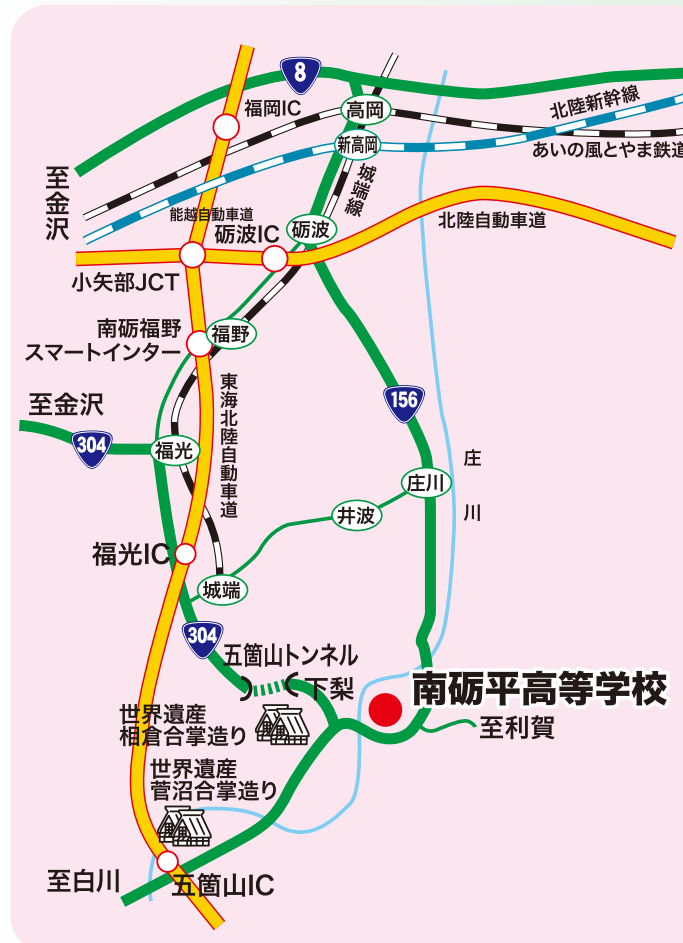 8
福岡IC
高岡
北陸新幹線
新高岡
あいの風とやま鉄道
至金沢
城端線
能越自動車道
砺波IC
砺波
北陸自動車道
小矢部JCT
南砺福野
スマートインター
福野
東海北陸自動車道
至金沢
156
304
福光
庄川
庄川
井波
福光IC
城端
304
五箇山トンネル
下梨
南砺平高等学校
世界遺産
相倉合掌造り
至利賀
世界遺産
菅沼合掌造り
至白川
五箇山IC